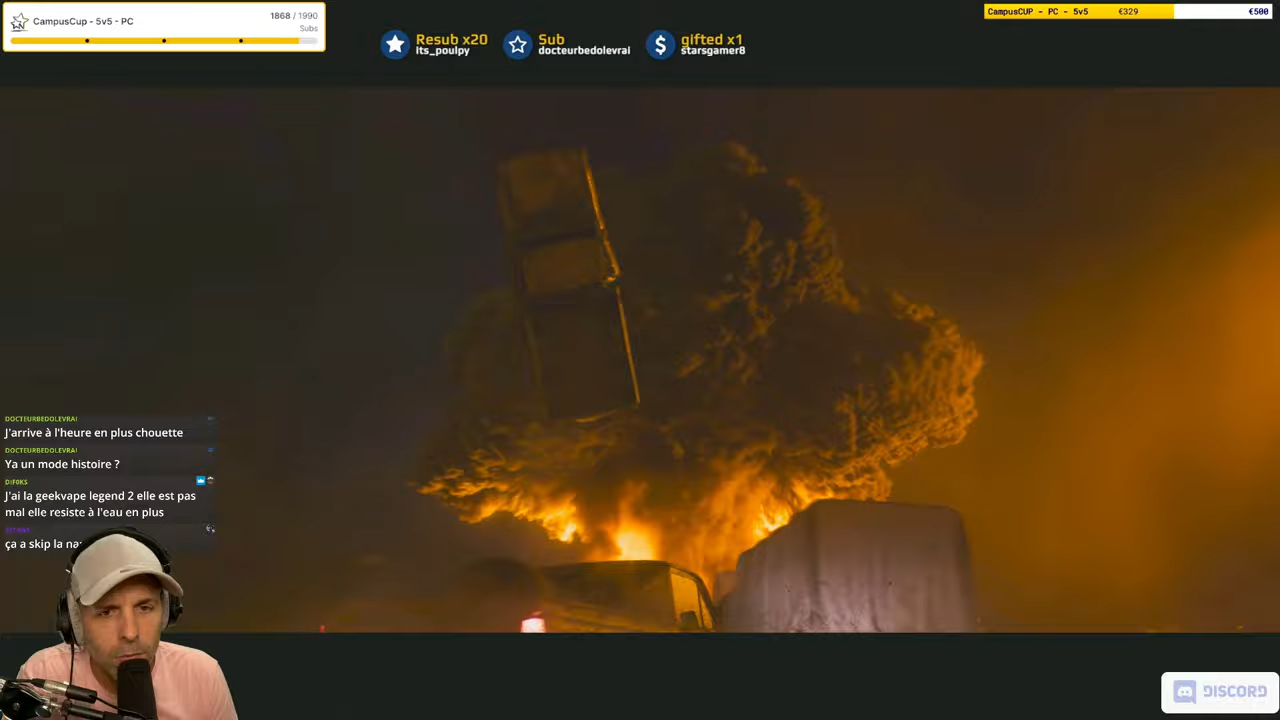 CampusCup - 5v5 - PC
1868 / 1990
Subs
Resub x20
its_poulpy
Sub
docteurbedolevrai
gifted x1
starsgamer8
CampusCUP - PC - 5v5 €329 €500
DOCTEURBEDOLEVRAI
J'arrive à l'heure en plus chouette
DOCTEURBEDOLEVRAI
Ya un mode histoire ?
DIF0KS
J'ai la geekvape legend 2 elle est pas
mal elle resiste à l'eau en plus
ça a skip la
DISCORD